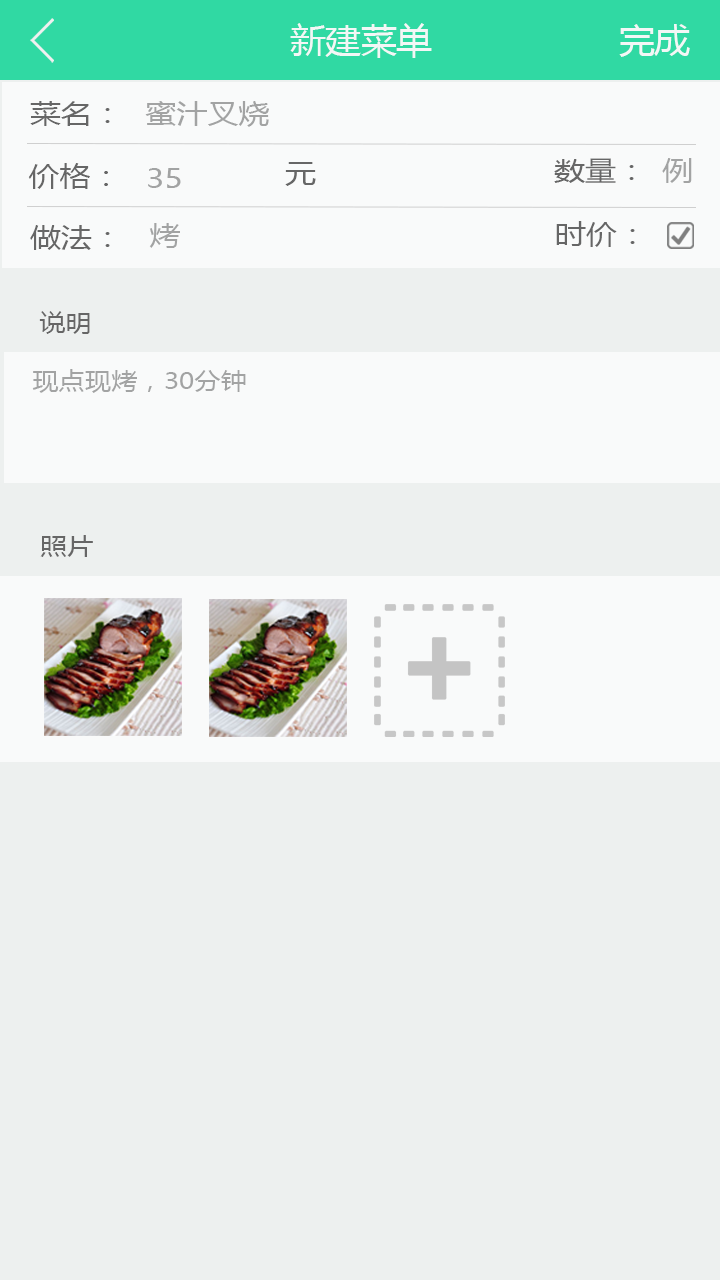 新建菜单 完成
菜名： 蜜汁叉烧
价格： 35 元 数量： 例
做法： 烤 时价：
说明
现点现烤，30分钟
照片